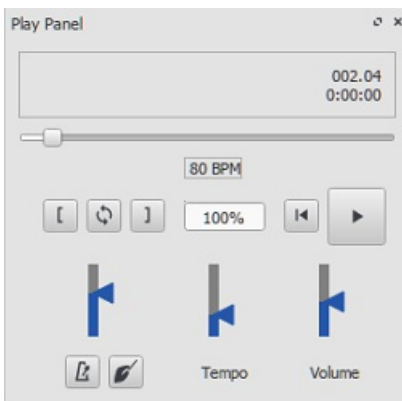 Play Panel
002.04
0:00:00
80 BPM
[ ] 100%
Tempo Volume